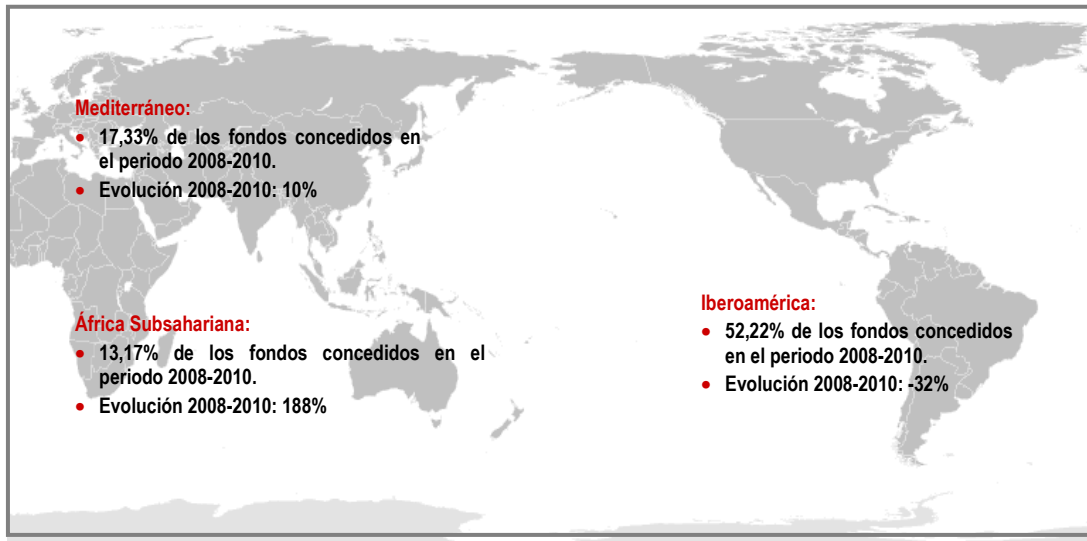 Mediterráneo:
• 17,33% de los fondos concedidos en
el periodo 2008-2010.
• Evolución 2008-2010: 10%
África Subsahariana:
• 13,17% de los fondos concedidos en el
periodo 2008-2010.
• Evolución 2008-2010: 188%
Iberoamérica:
• 52,22% de los fondos concedidos
en el periodo 2008-2010.
• Evolución 2008-2010: -32%